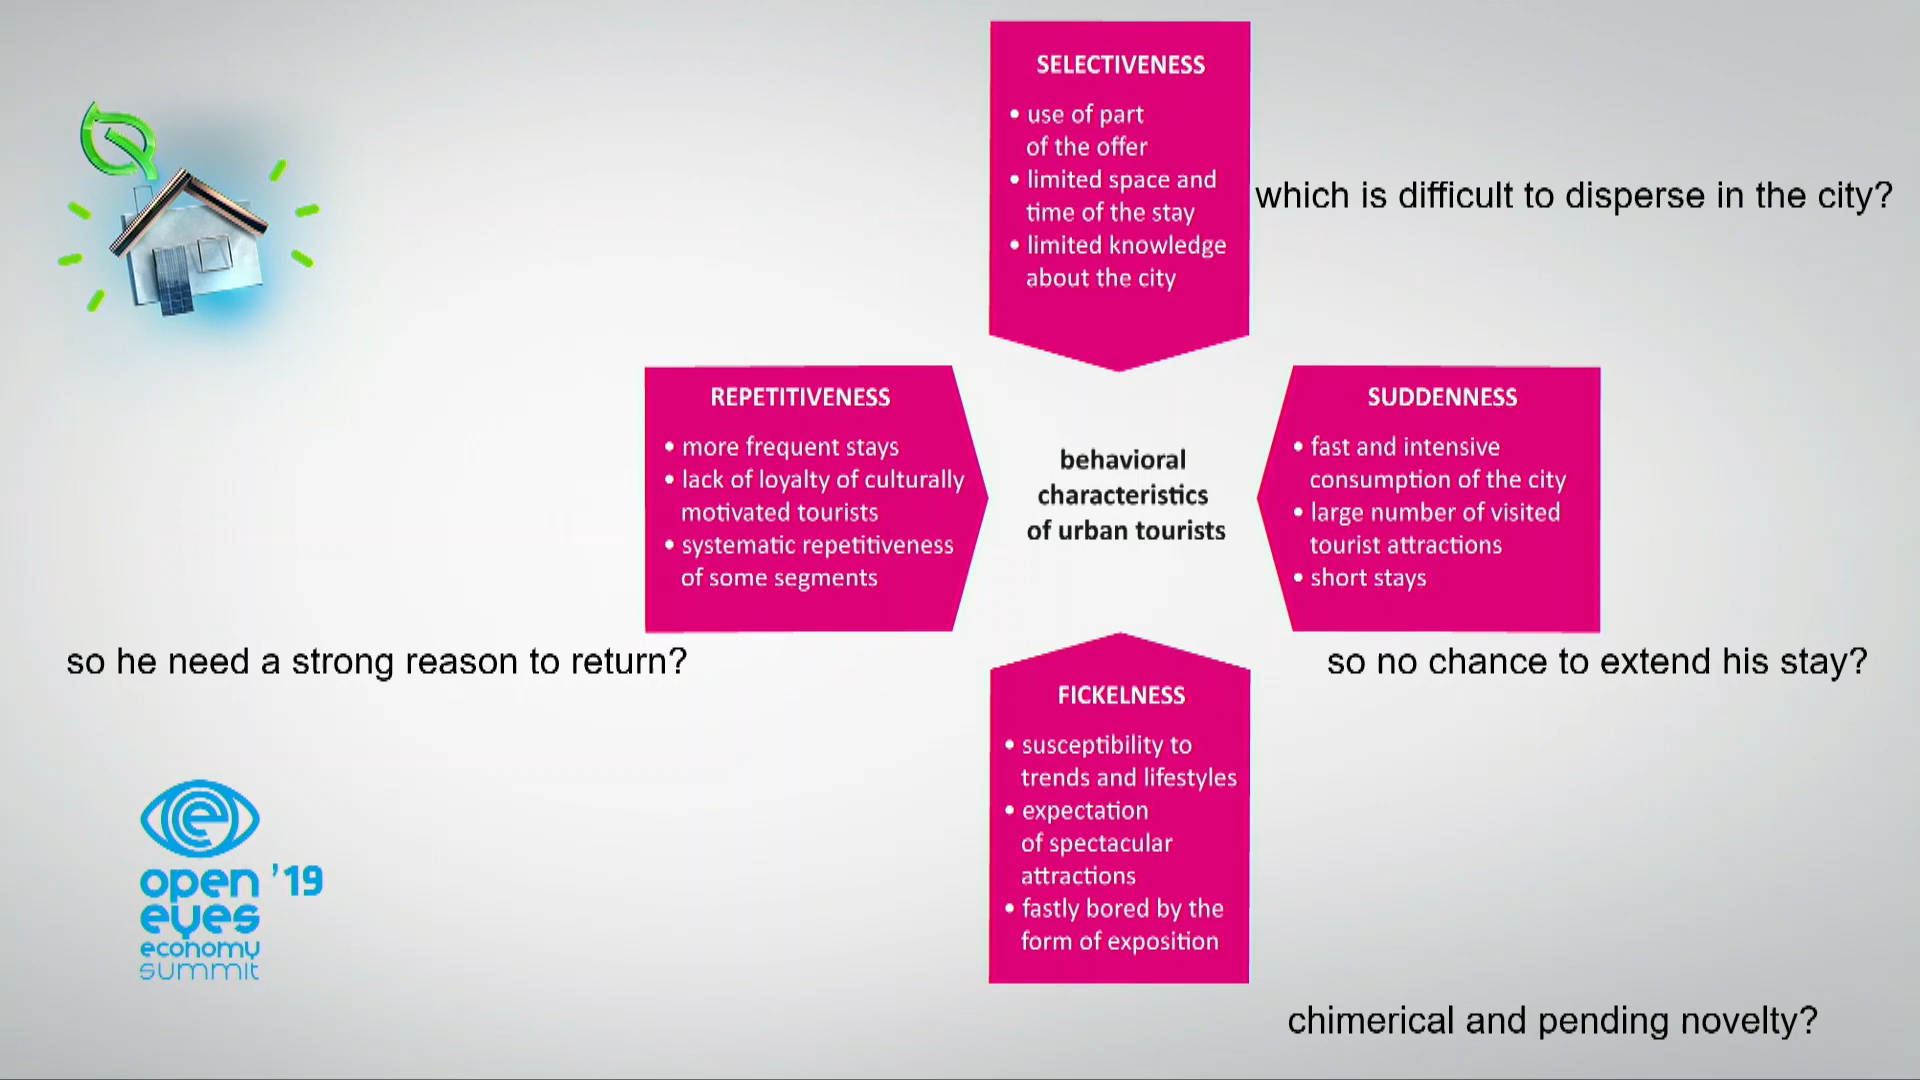 SELECTIVENESS
• use of part
of the offer
• limited space and
time of the stay
• limited knowledge
about the city
which is difficult to disperse in the city?
REPETITIVENESS
• more frequent stays
• lack of loyalty of culturally
motivated tourists
• systematic repetitiveness
of some segments
behavioral
characteristics
of urban tourists
SUDDENNESS
• fast and intensive
consumption of the city
• large number of visited
tourist attractions
• short stays
so he need a strong reason to return?
so no chance to extend his stay?
FICKELNESS
• susceptibility to
trends and lifestyles
• expectation
of spectacular
attractions
• fastly bored by the
form of exposition
open '19
eyes
economy
summit
chimerical and pending novelty?